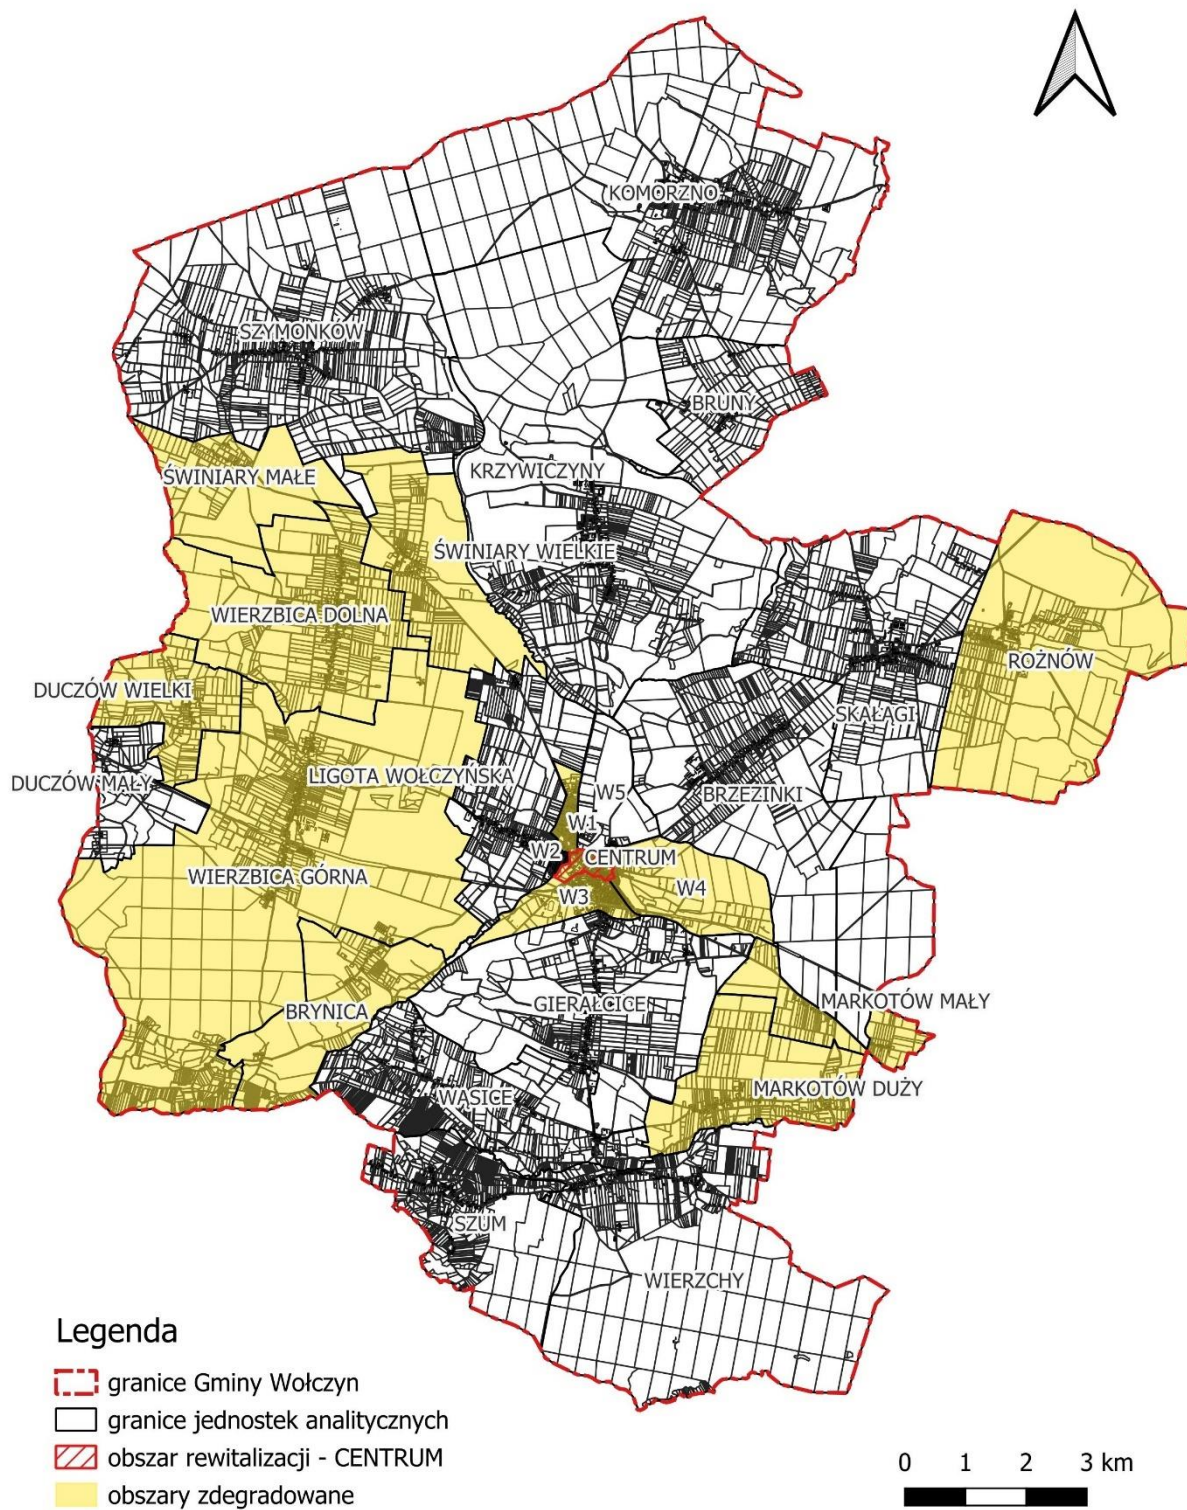 KOMORZNO
SZYMONKÓW
BRUNY
KRZYWICZYNY
ŚWINIARY MAŁE
ŚWINIARY WIELKIE
WIERZBICA DOLNA
ROŻNÓW
DUCZÓW WIELKI
SKAŁĄGI
LIGOTA WOŁCZYŃSKA
DUCZÓW MAŁY
W5
BRZEZINKI
W1
W2
CENTRUM
WIERZBICA GÓRNA
W4
W3
MARKOTÓW MAŁY
GIERAŁCICE
BRYNICA
MARKOTÓW DUŻY
WĄSICE
SZUM
WIERZCHY
Legenda
granice Gminy Wołczyn
granice jednostek analitycznych
obszar rewitalizacji - CENTRUM
obszary zdegradowane
0 1 2 3 km